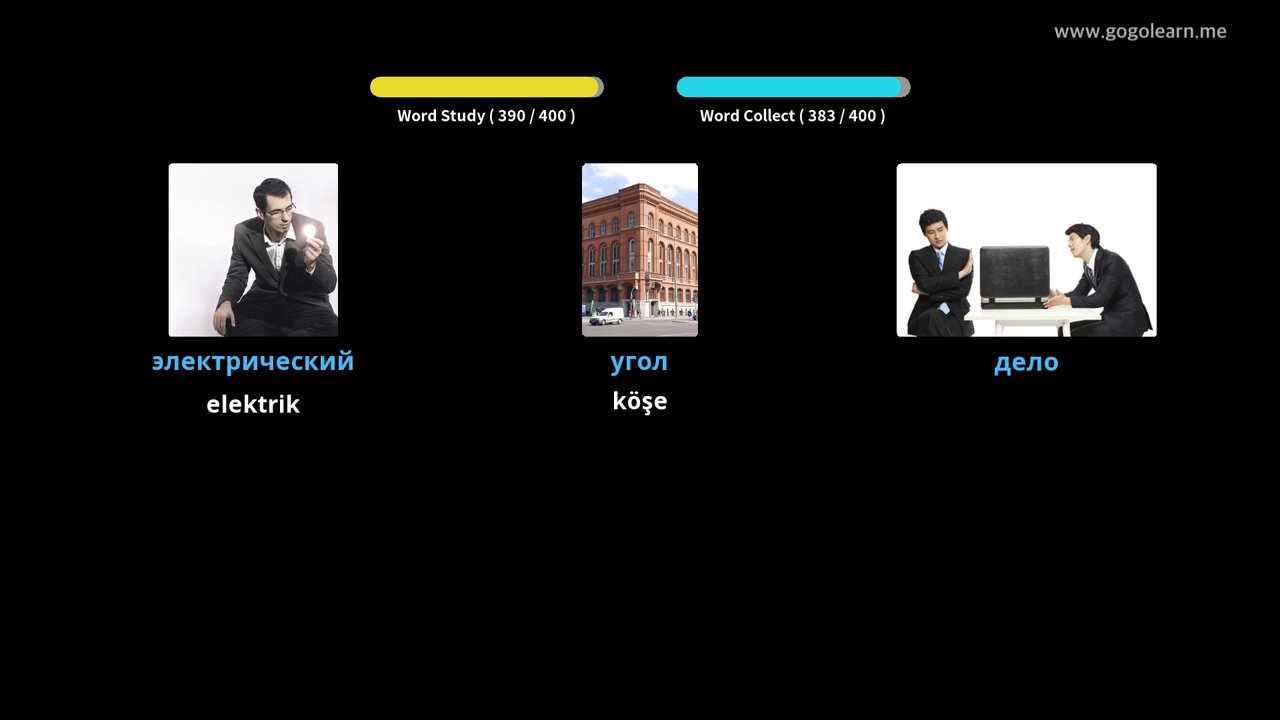 www.gogolearn.me
Word Study ( 390 / 400 )
Word Collect ( 383 / 400 )
электрический
угол
дело
elektrik
köşe